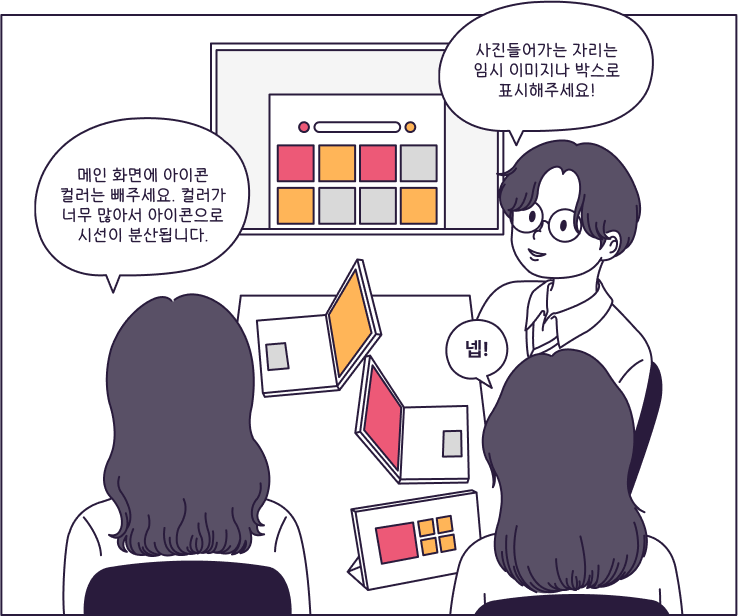 사진들어가는 자리는
임시 이미지나 박스로
표시해주세요!
메인 화면에 아이콘
컬러는 빼주세요. 컬러가
너무 많아서 아이콘으로
시선이 분산됩니다.
넵!